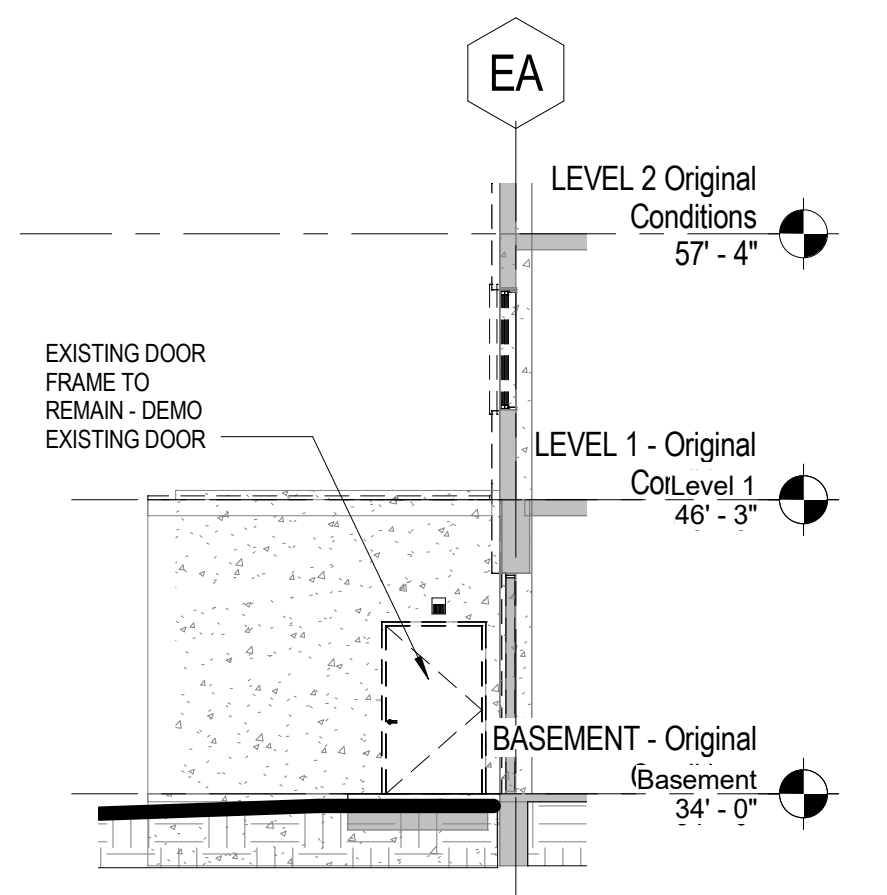 EA
LEVEL 2 Original
Conditions
57' - 4"
EXISTING DOOR
FRAME TO
REMAIN - DEMO
EXISTING DOOR
LEVEL 1 - Original
Level 1
46' - 3"
BASEMENT - Original
Basement
34' - 0"